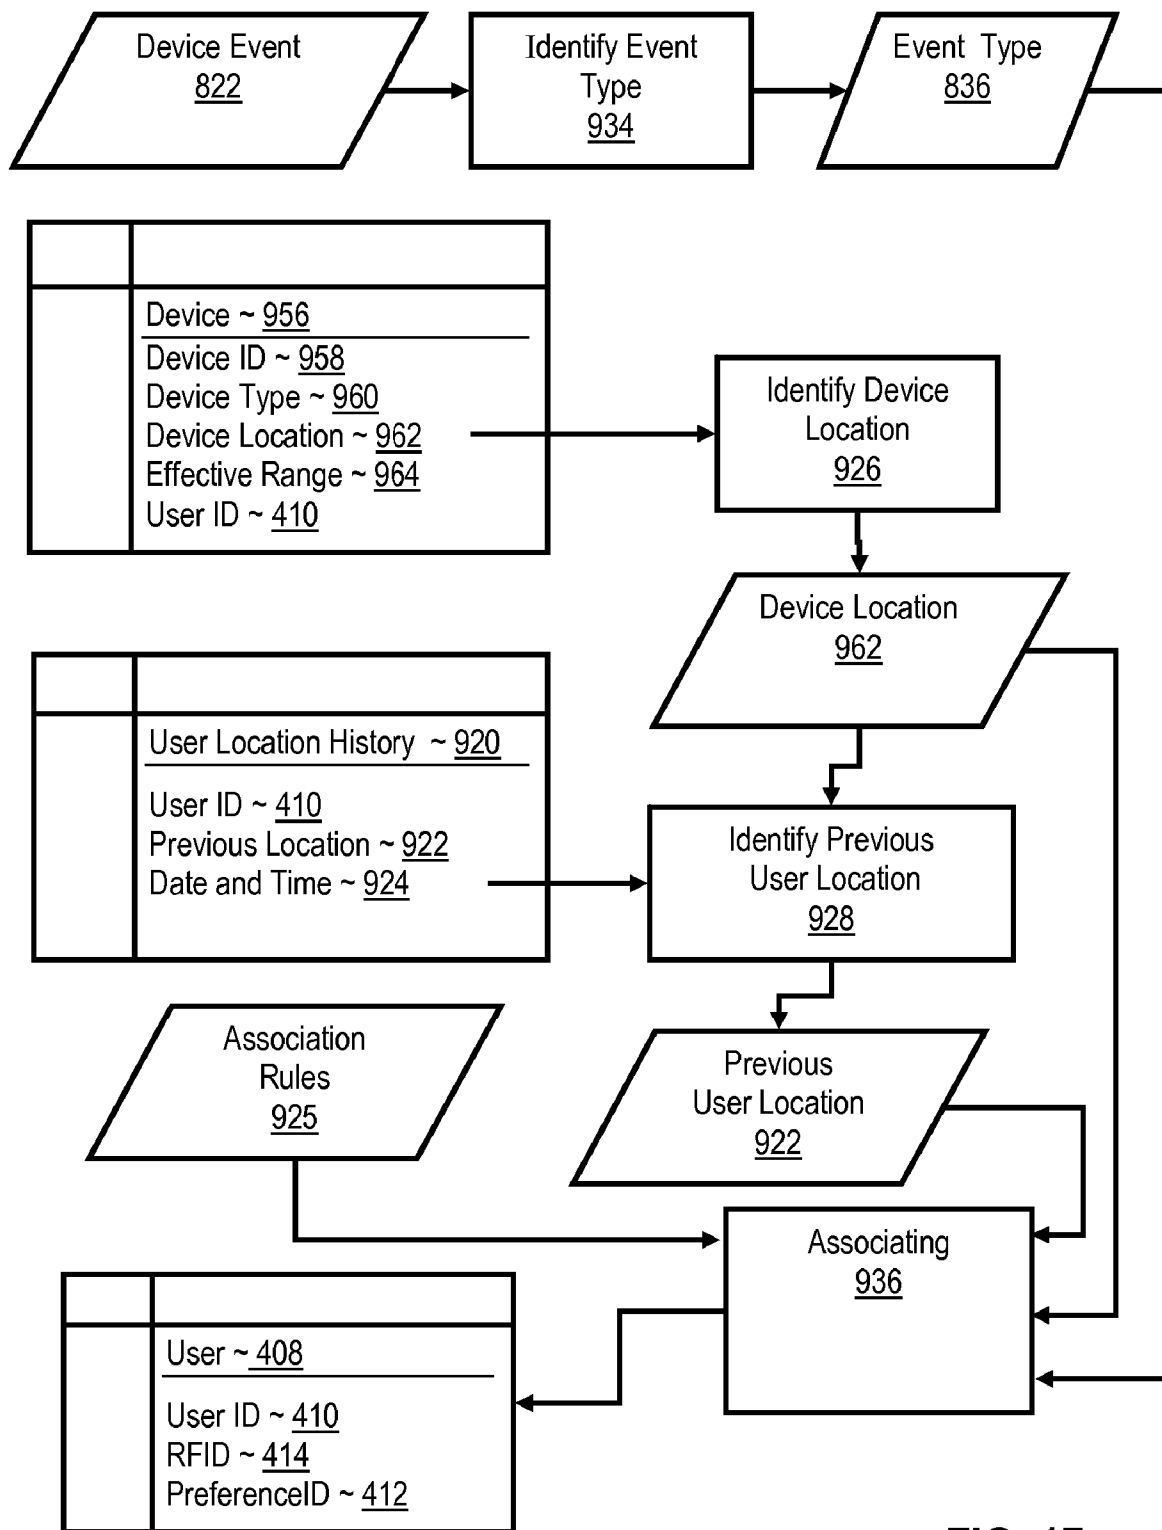 Device Event
822
Identify Event
Type
934
Event Type
836
Device ~ 956
Device ID ~ 958
Device Type ~ 960
Device Location ~ 962
Effective Range ~ 964
User ID ~ 410
Identify Device
Location
926
Device Location
962
User Location History ~ 920
User ID ~ 410
Previous Location ~ 922
Date and Time ~ 924
Identify Previous
User Location
928
Association
Rules
925
Previous
User Location
922
Associating
936
User ~ 408
User ID ~ 410
RFID ~ 414
PreferenceID ~ 412